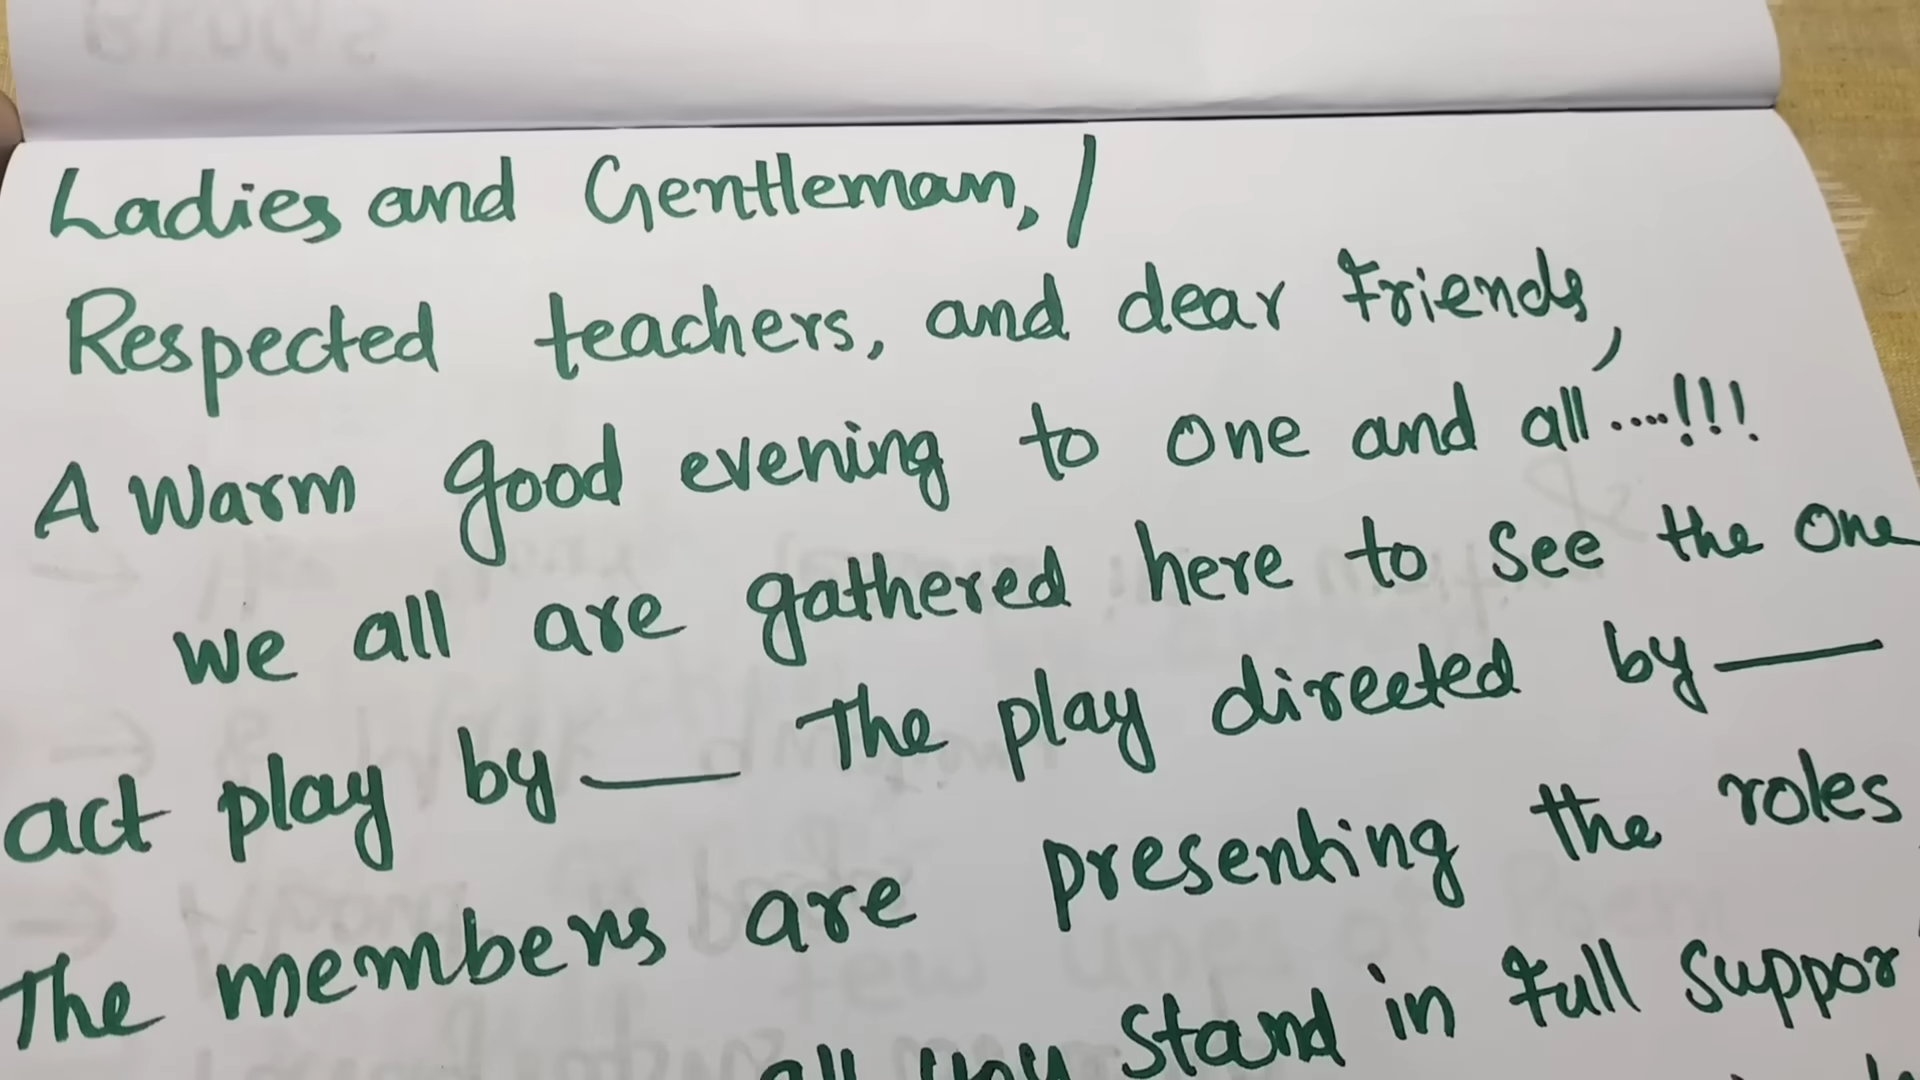 Ladies and Gentleman, /
Respected teachers, and dear friends,
A warm good evening to one and all ....!!!
we all are gathered here to see the one
act play by ___ The play directed by ___
The members are presenting the roles
all you stand in full suppor